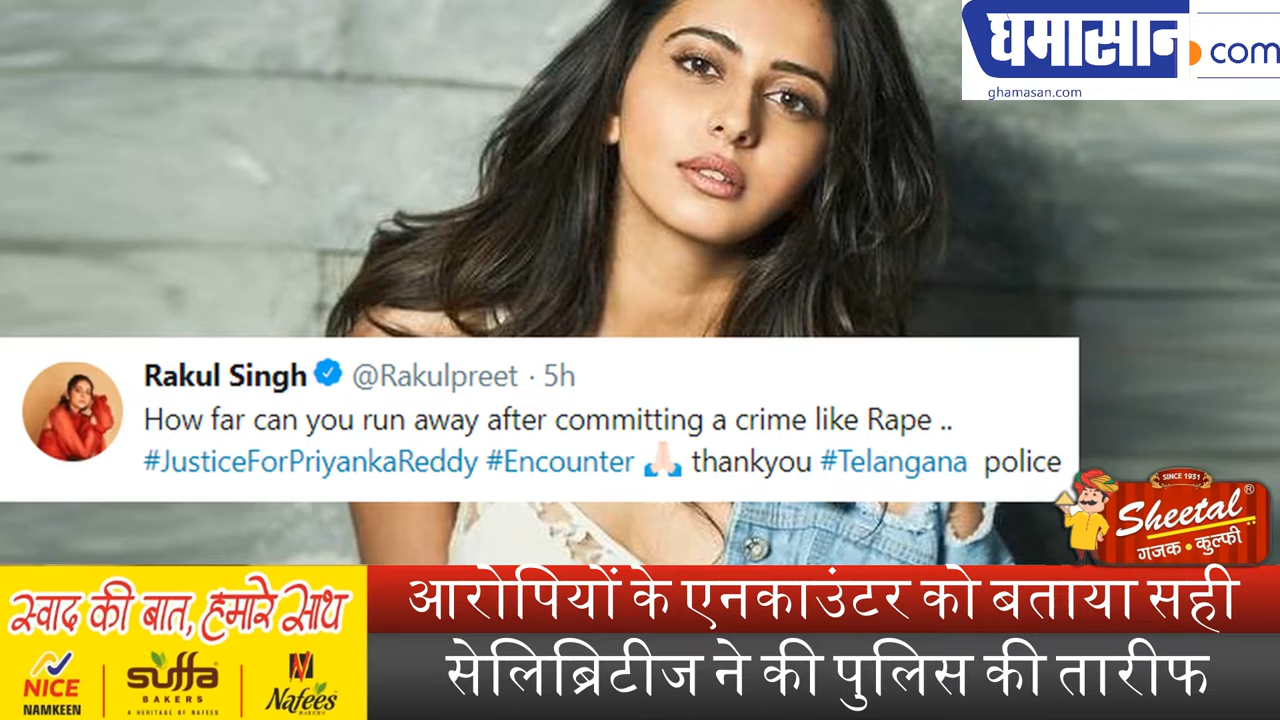 घमासान.com
ghamasan.com
Rakul Singh @Rakulpreet · 5h
How far can you run away after committing a crime like Rape ..
#JusticeForPriyankaReddy #Encounter 🙏🏻 thankyou #Telangana police
SINCE 1931
Sheetal®
गजक • कुल्फी
आरोपियों के एनकाउंटर को बताया सही
सेलिब्रिटीज ने की पुलिस की तारीफ
स्वाद की बात, हमारे साथ
NICE
NAMKEEN
Suffa
BAKERS
A HERITAGE OF NAFEES
Nafees
BAKERS